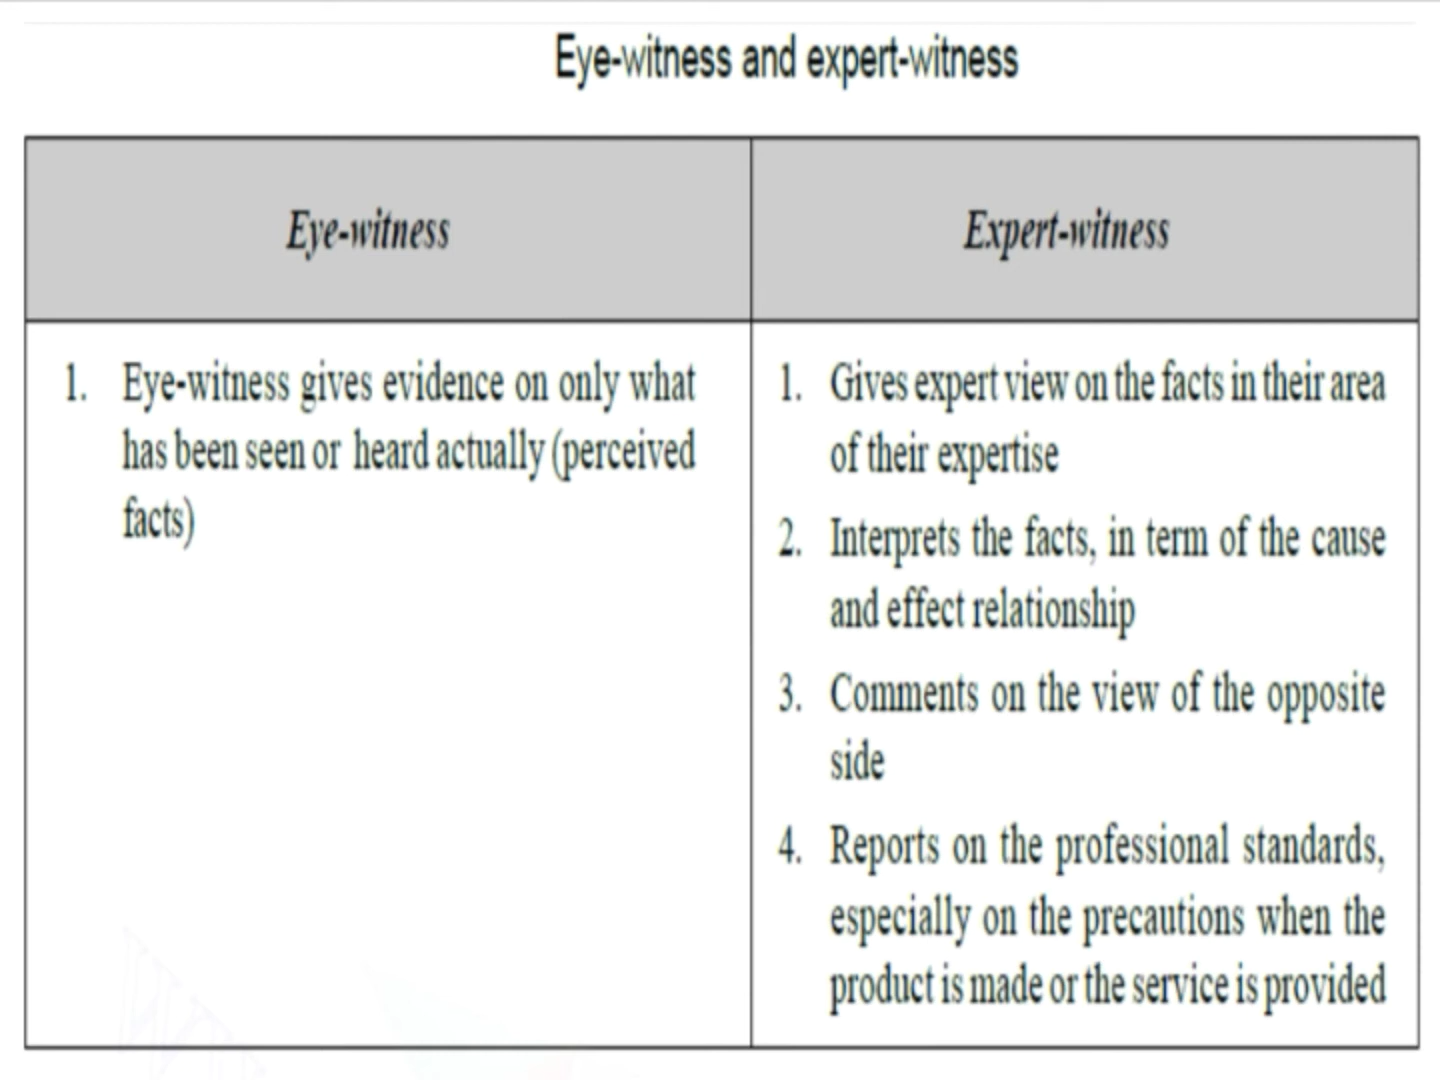 Eye-witness and expert-witness
Eye-witness
Expert-witness
1. Eye-witness gives evidence on only what
has been seen or heard actually (perceived
facts)
1. Gives expert view on the facts in their area
of their expertise
2. Interprets the facts, in term of the cause
and effect relationship
3. Comments on the view of the opposite
side
4. Reports on the professional standards,
especially on the precautions when the
product is made or the service is provided